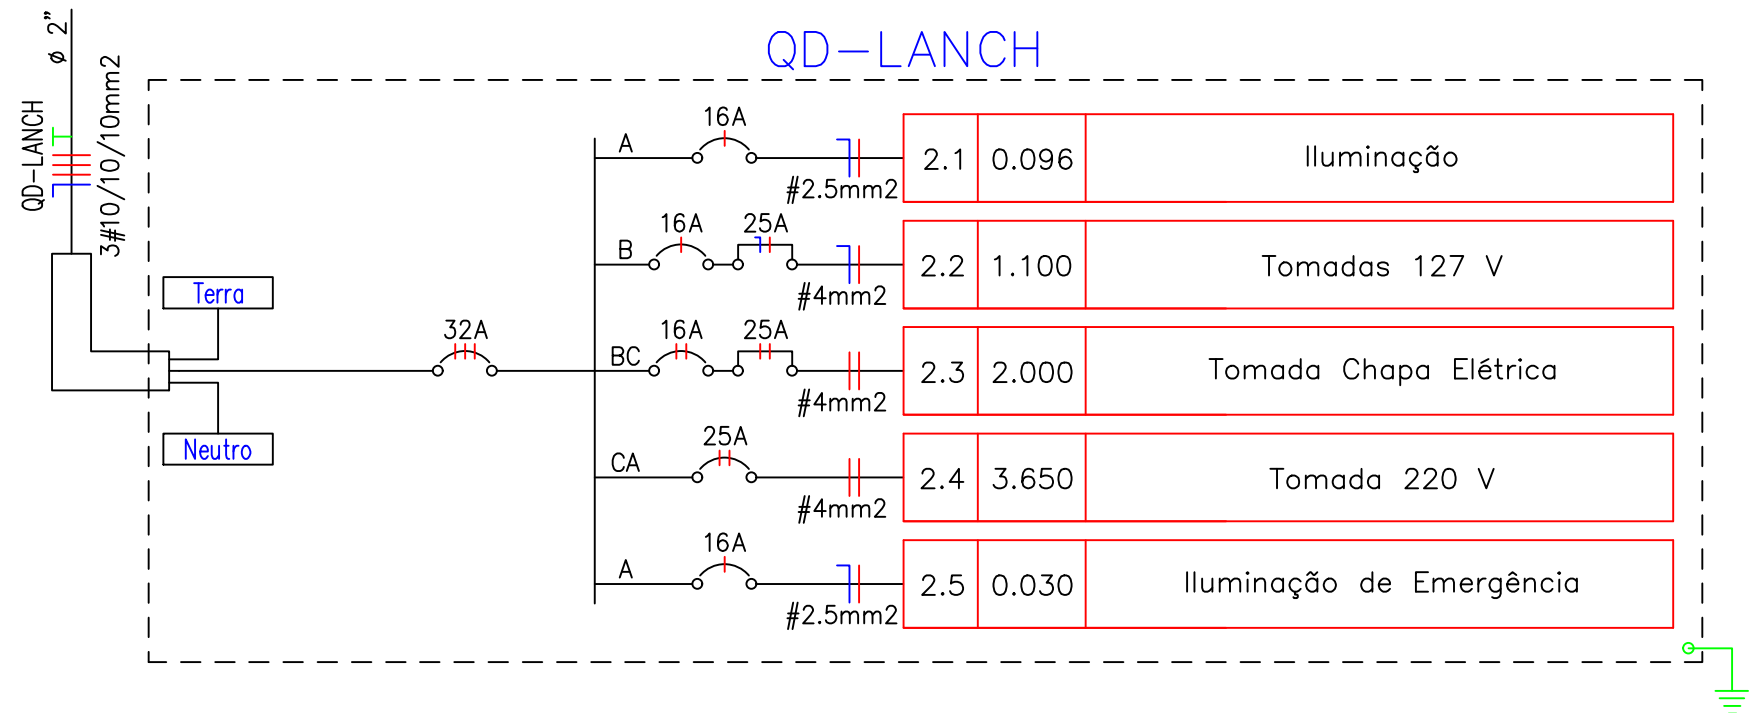 QD-LANCH
ø 2"
QD-LANCH
3#10/10/10mm2
Terra
Neutro
32A
A
16A
#2.5mm2
2.1 0.096 Iluminação
B
16A 25A
#4mm2
2.2 1.100 Tomadas 127 V
BC
16A 25A
#4mm2
2.3 2.000 Tomada Chapa Elétrica
CA
25A
#4mm2
2.4 3.650 Tomada 220 V
A
16A
#2.5mm2
2.5 0.030 Iluminação de Emergência